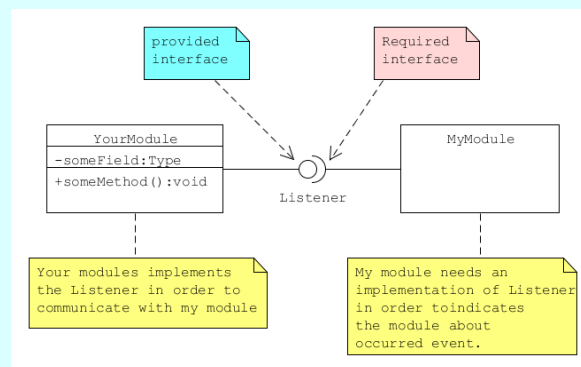 provided
interface
Required
interface
YourModule
-someField:Type
+someMethod():void
MyModule
Listener
Your modules implements
the Listener in order to
communicate with my module
My module needs an
implementation of Listener
in order toindicates
the module about
occurred event.